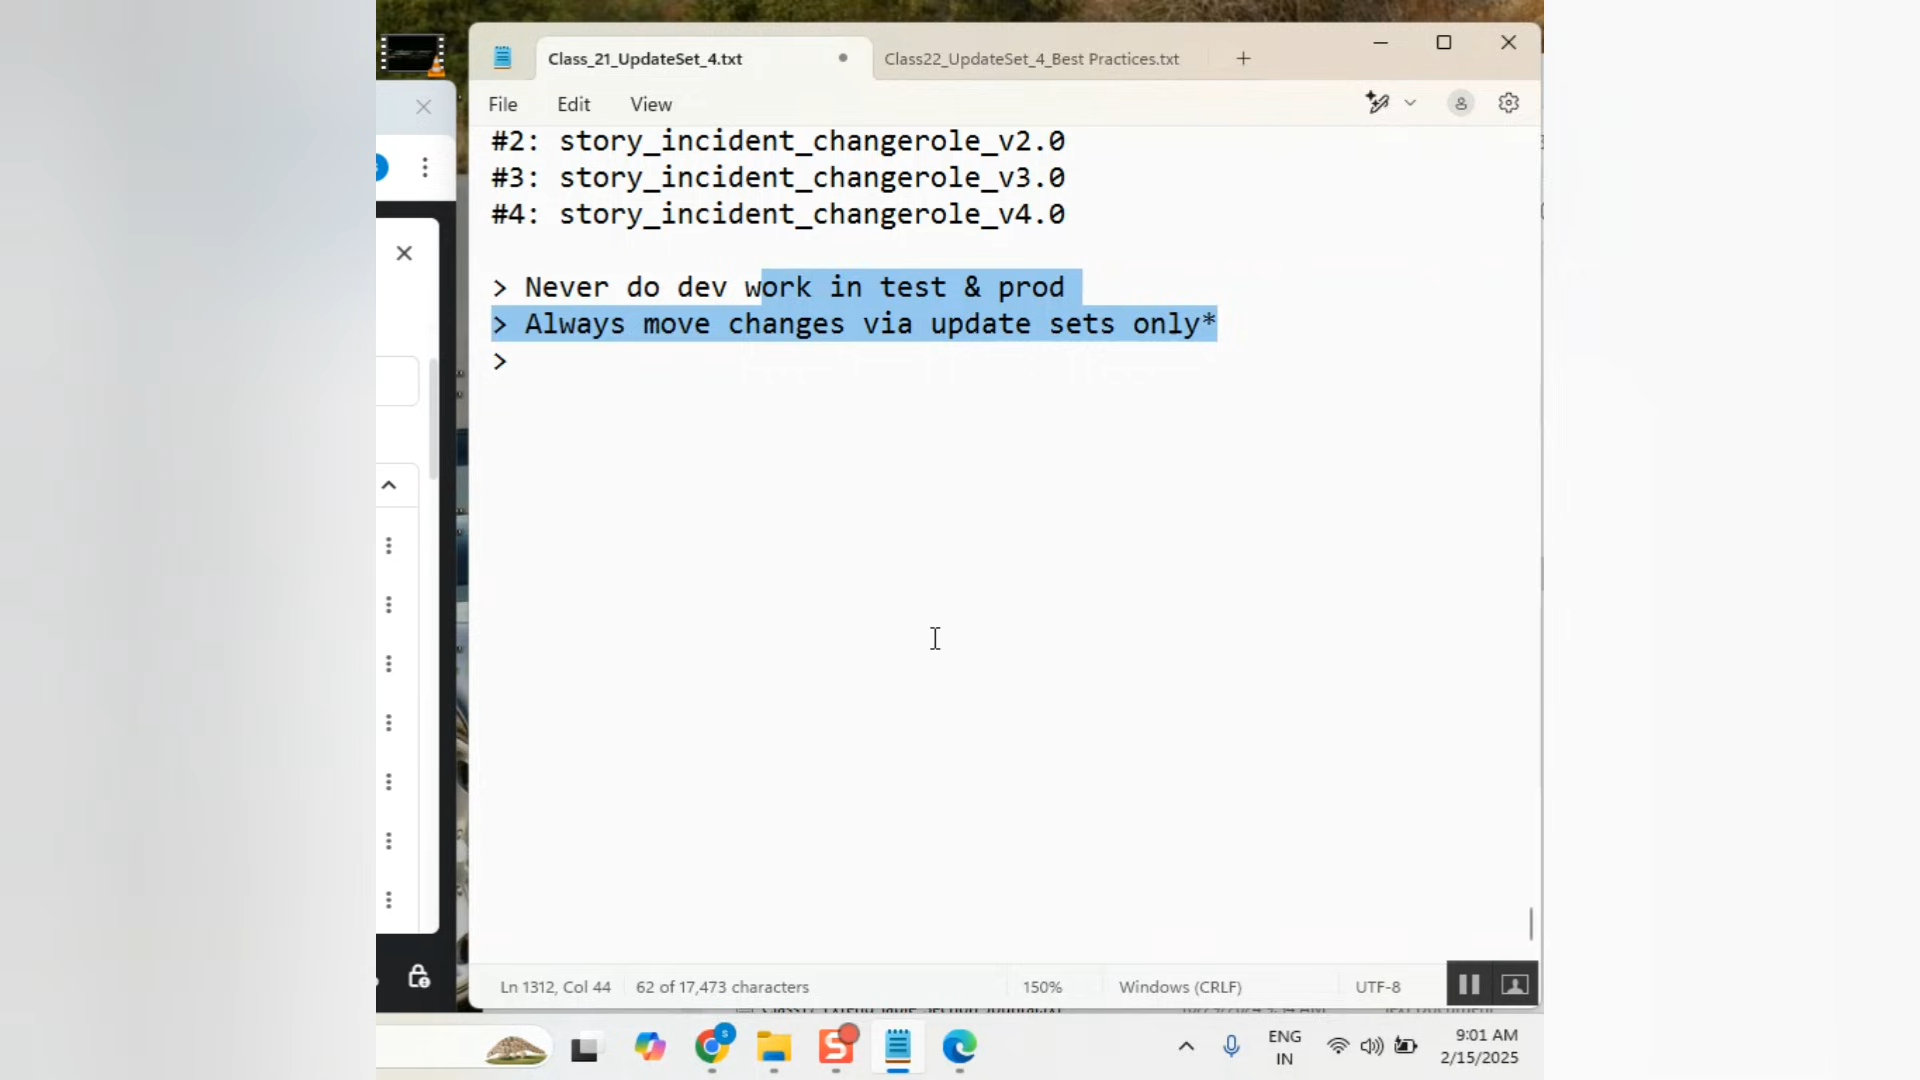 Class_21_UpdateSet_4.txt
Class22_UpdateSet_4_Best Practices.txt
File Edit View
#2: story_incident_changerole_v2.0
#3: story_incident_changerole_v3.0
#4: story_incident_changerole_v4.0
> Never do dev work in test & prod
> Always move changes via update sets only*
>
Ln 1312, Col 44 62 of 17,473 characters 150% Windows (CRLF) UTF-8
ENG
IN
9:01 AM
2/15/2025